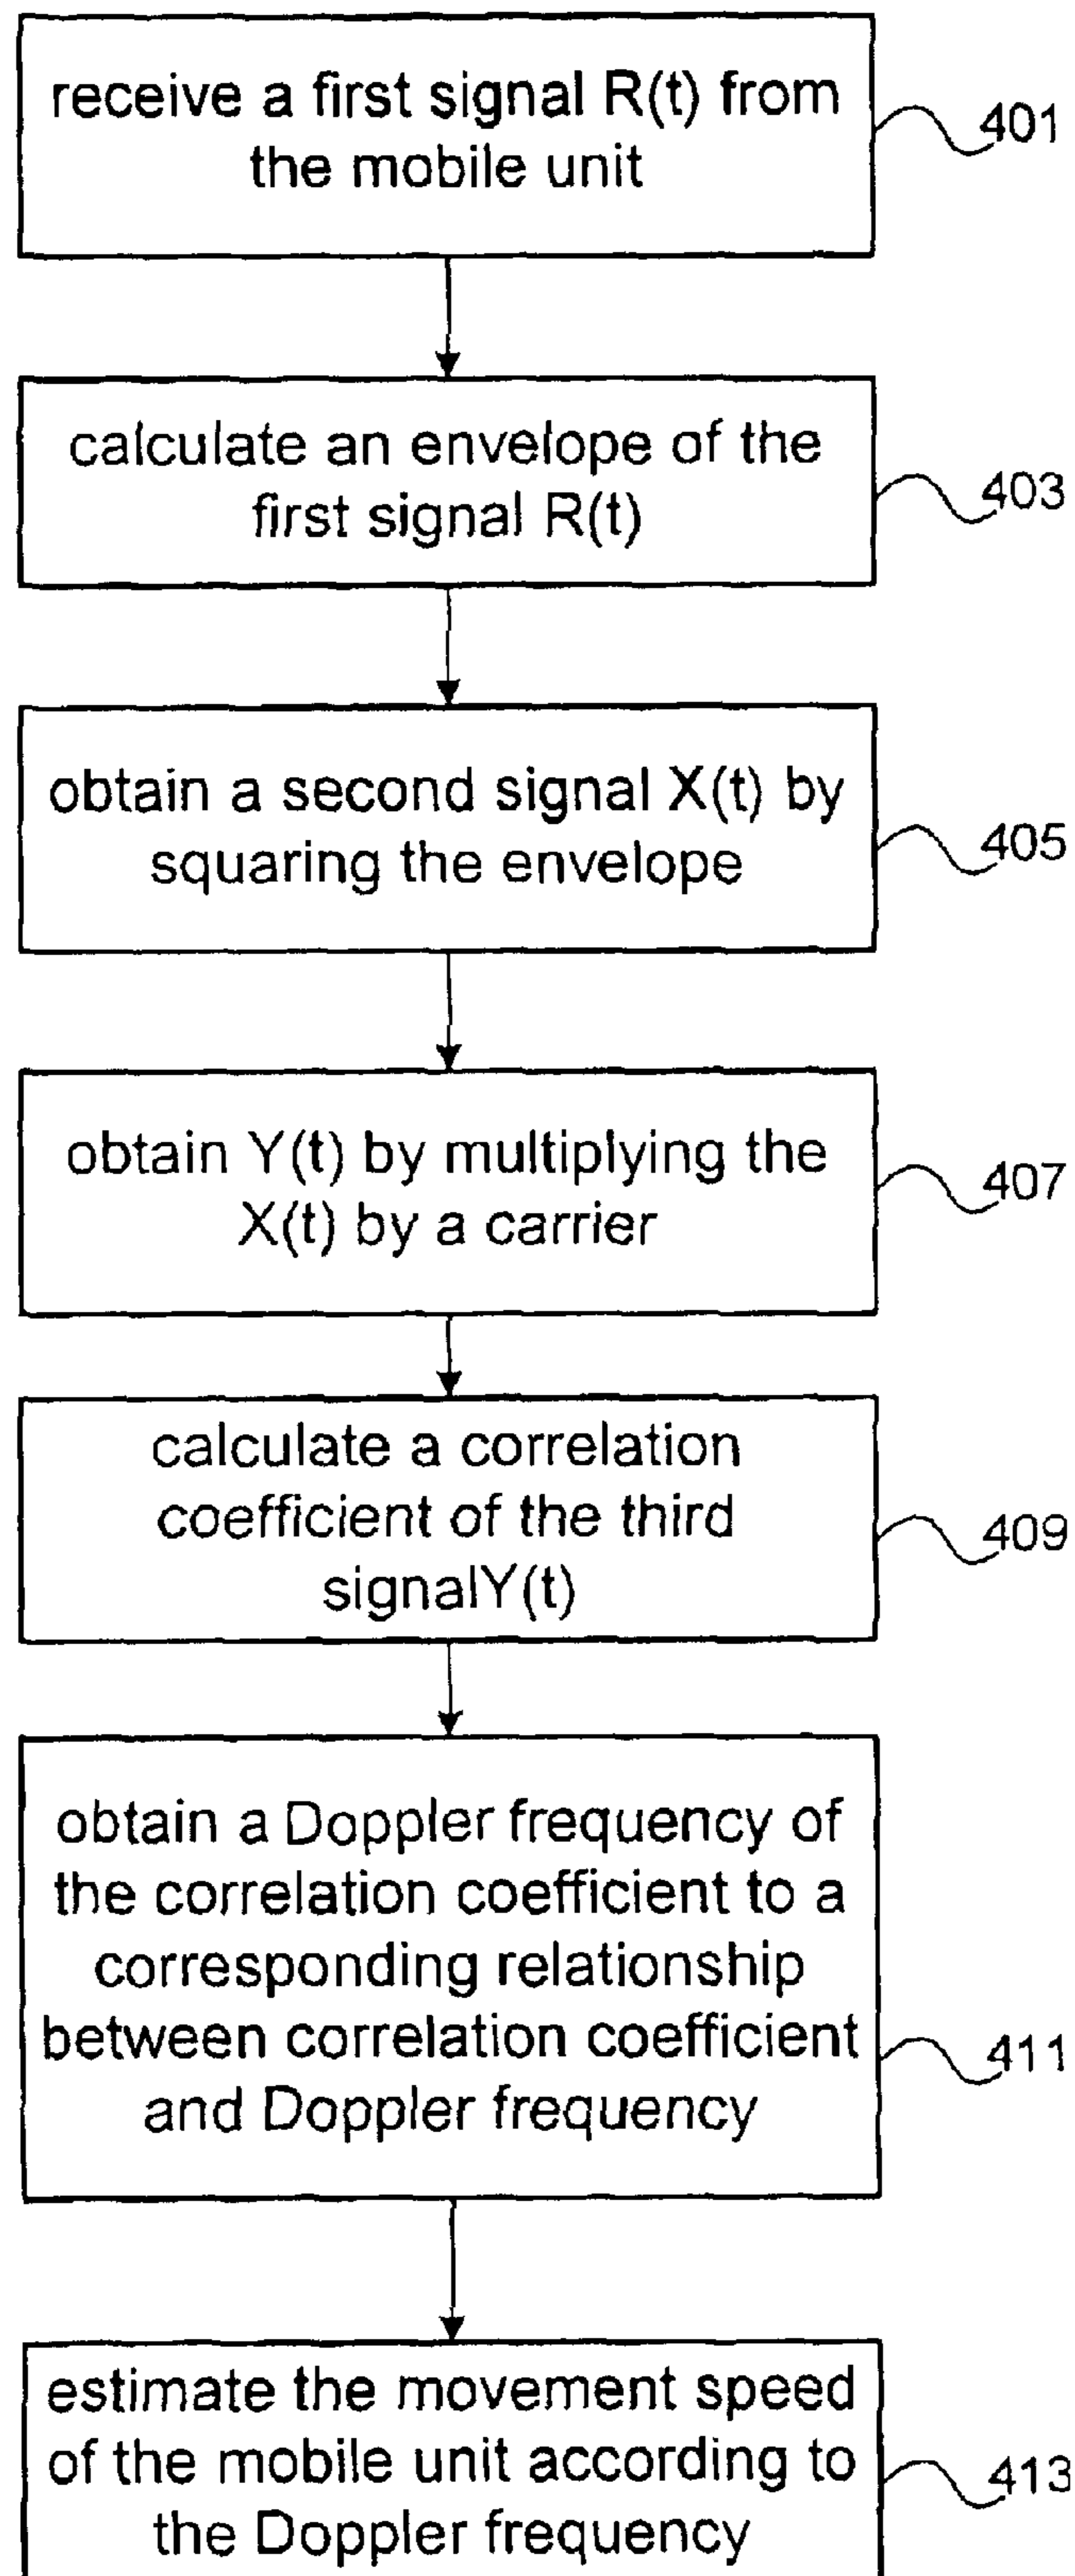 receive a first signal R(t) from
the mobile unit
401
calculate an envelope of the
first signal R(t)
403
obtain a second signal X(t) by
squaring the envelope
405
obtain Y(t) by multiplying the
X(t) by a carrier
407
calculate a correlation
coefficient of the third
signalY(t)
409
obtain a Doppler frequency of
the correlation coefficient to a
corresponding relationship
between correlation coefficient
and Doppler frequency
411
estimate the movement speed
of the mobile unit according to
the Doppler frequency
413